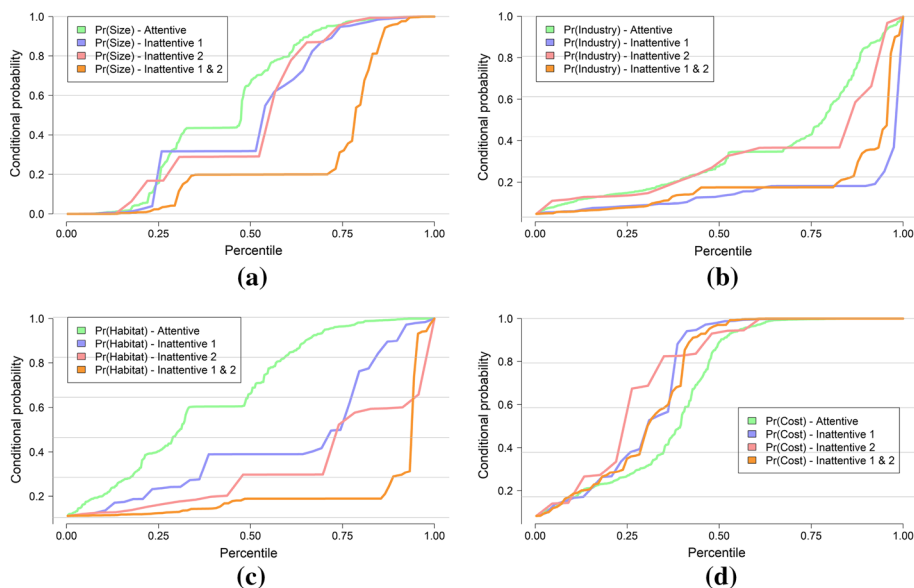 Conditional probability
1.0
0.8
0.6
0.4
0.2
0.0
Pr(Size) - Attentive
Pr(Size) - Inattentive 1
Pr(Size) - Inattentive 2
Pr(Size) - Inattentive 1 & 2
0.00 0.25 0.50 0.75 1.00
Percentile
(a)
Conditional probability
1.0
0.8
0.6
0.4
0.2
Pr(Industry) - Attentive
Pr(Industry) - Inattentive 1
Pr(Industry) - Inattentive 2
Pr(Industry) - Inattentive 1 & 2
0.00 0.25 0.50 0.75 1.00
Percentile
(b)
Conditional probability
1.0
0.8
0.6
0.4
0.2
Pr(Habitat) - Attentive
Pr(Habitat) - Inattentive 1
Pr(Habitat) - Inattentive 2
Pr(Habitat) - Inattentive 1 & 2
0.00 0.25 0.50 0.75 1.00
Percentile
(c)
Conditional probability
1.0
0.8
0.6
0.4
0.2
Pr(Cost) - Attentive
Pr(Cost) - Inattentive 1
Pr(Cost) - Inattentive 2
Pr(Cost) - Inattentive 1 & 2
0.00 0.25 0.50 0.75 1.00
Percentile
(d)